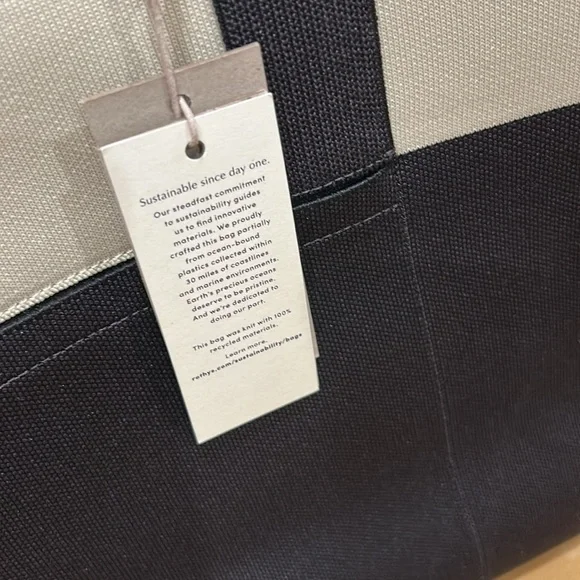 Sustainable since day one.
Our steadfast commitment
to sustainability guides
us to find innovative
materials. We proudly
crafted this bag partially
from ocean-bound
plastics collected within
30 miles of coastlines
and marine environments.
Earth's precious oceans
deserve to be pristine.
And we're dedicated to
doing our part.
This bag was knit with 100%
recycled materials.
Learn more.
rothys.com/sustainability/bags